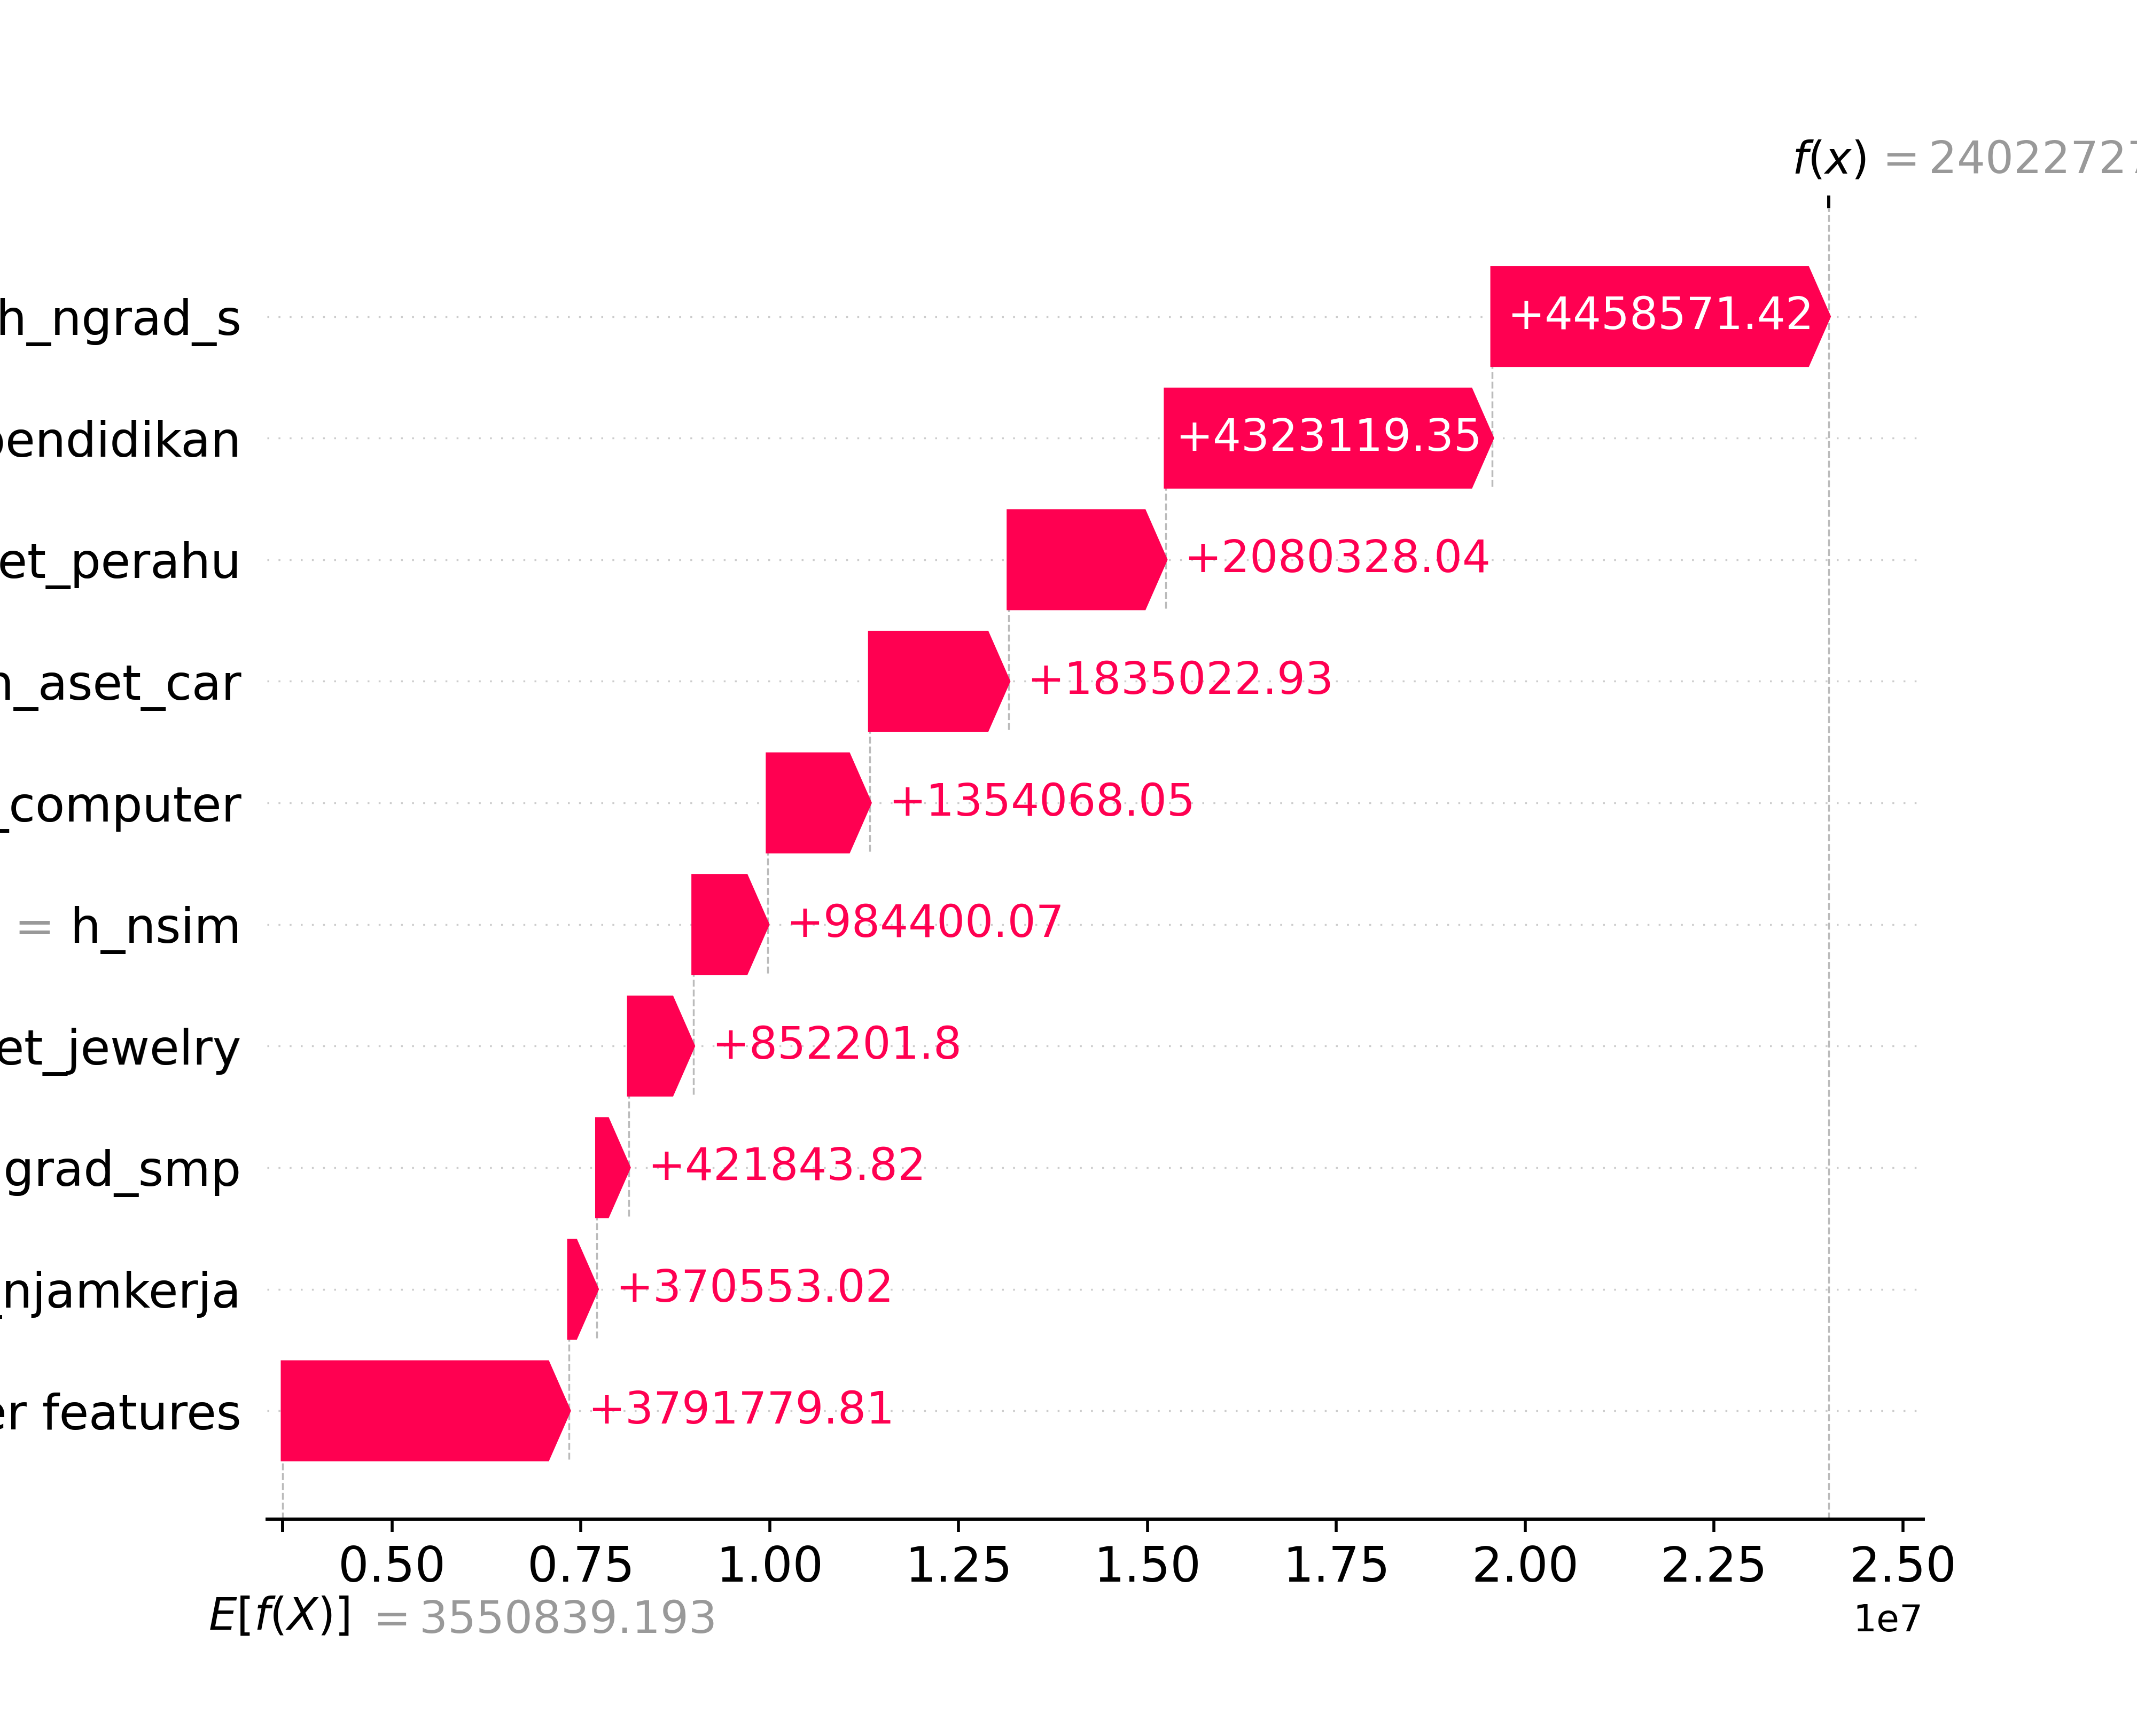 f(x) = 24022727
h_ngrad_s +4458571.42
pendidikan +4323119.35
et_perahu +2080328.04
_aset_car +1835022.93
_computer +1354068.05
= h_nsim +984400.07
et_jewelry +852201.8
grad_smp +421843.82
njamkerja +370553.02
er features +3791779.81
0.50 0.75 1.00 1.25 1.50 1.75 2.00 2.25 2.50
E[f(X)] = 3550839.193
1e7